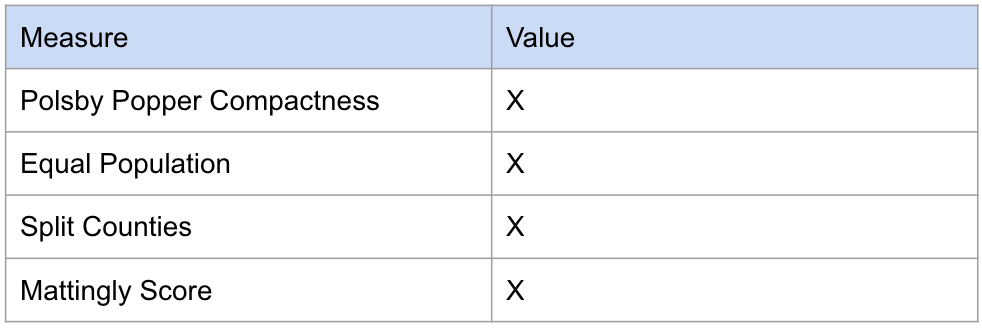 Measure Value
Polsby Popper Compactness X
Equal Population X
Split Counties X
Mattingly Score X